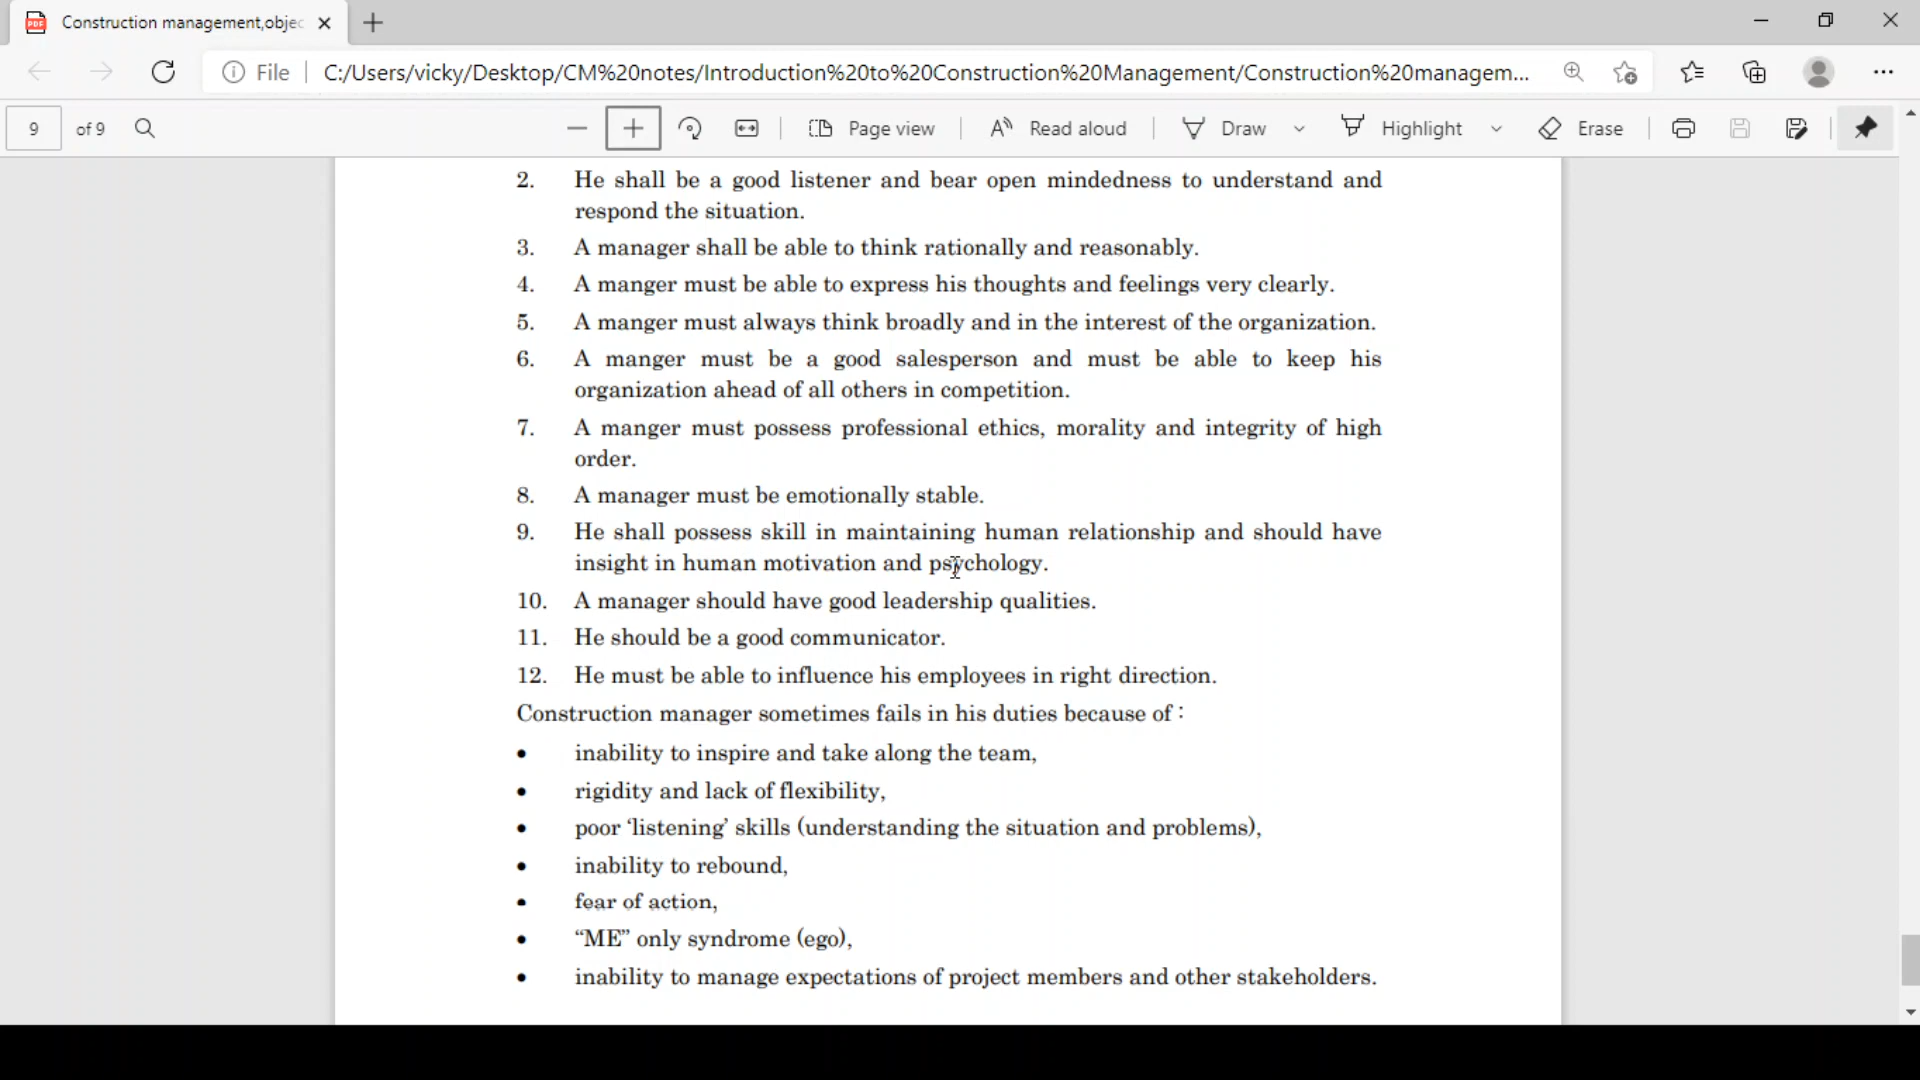 Construction management,objec
File
C:/Users/vicky/Desktop/CM%20notes/Introduction%20to%20Construction%20Management/Construction%20managem...
9 of 9
Page view
Read aloud
Draw
Highlight
Erase
2. He shall be a good listener and bear open mindedness to understand and
respond the situation.
3. A manager shall be able to think rationally and reasonably.
4. A manger must be able to express his thoughts and feelings very clearly.
5. A manger must always think broadly and in the interest of the organization.
6. A manger must be a good salesperson and must be able to keep his
organization ahead of all others in competition.
7. A manger must possess professional ethics, morality and integrity of high
order.
8. A manager must be emotionally stable.
9. He shall possess skill in maintaining human relationship and should have
insight in human motivation and psychology.
10. A manager should have good leadership qualities.
11. He should be a good communicator.
12. He must be able to influence his employees in right direction.
Construction manager sometimes fails in his duties because of :
• inability to inspire and take along the team,
• rigidity and lack of flexibility,
• poor ‘listening’ skills (understanding the situation and problems),
• inability to rebound,
• fear of action,
• “ME” only syndrome (ego),
• inability to manage expectations of project members and other stakeholders.